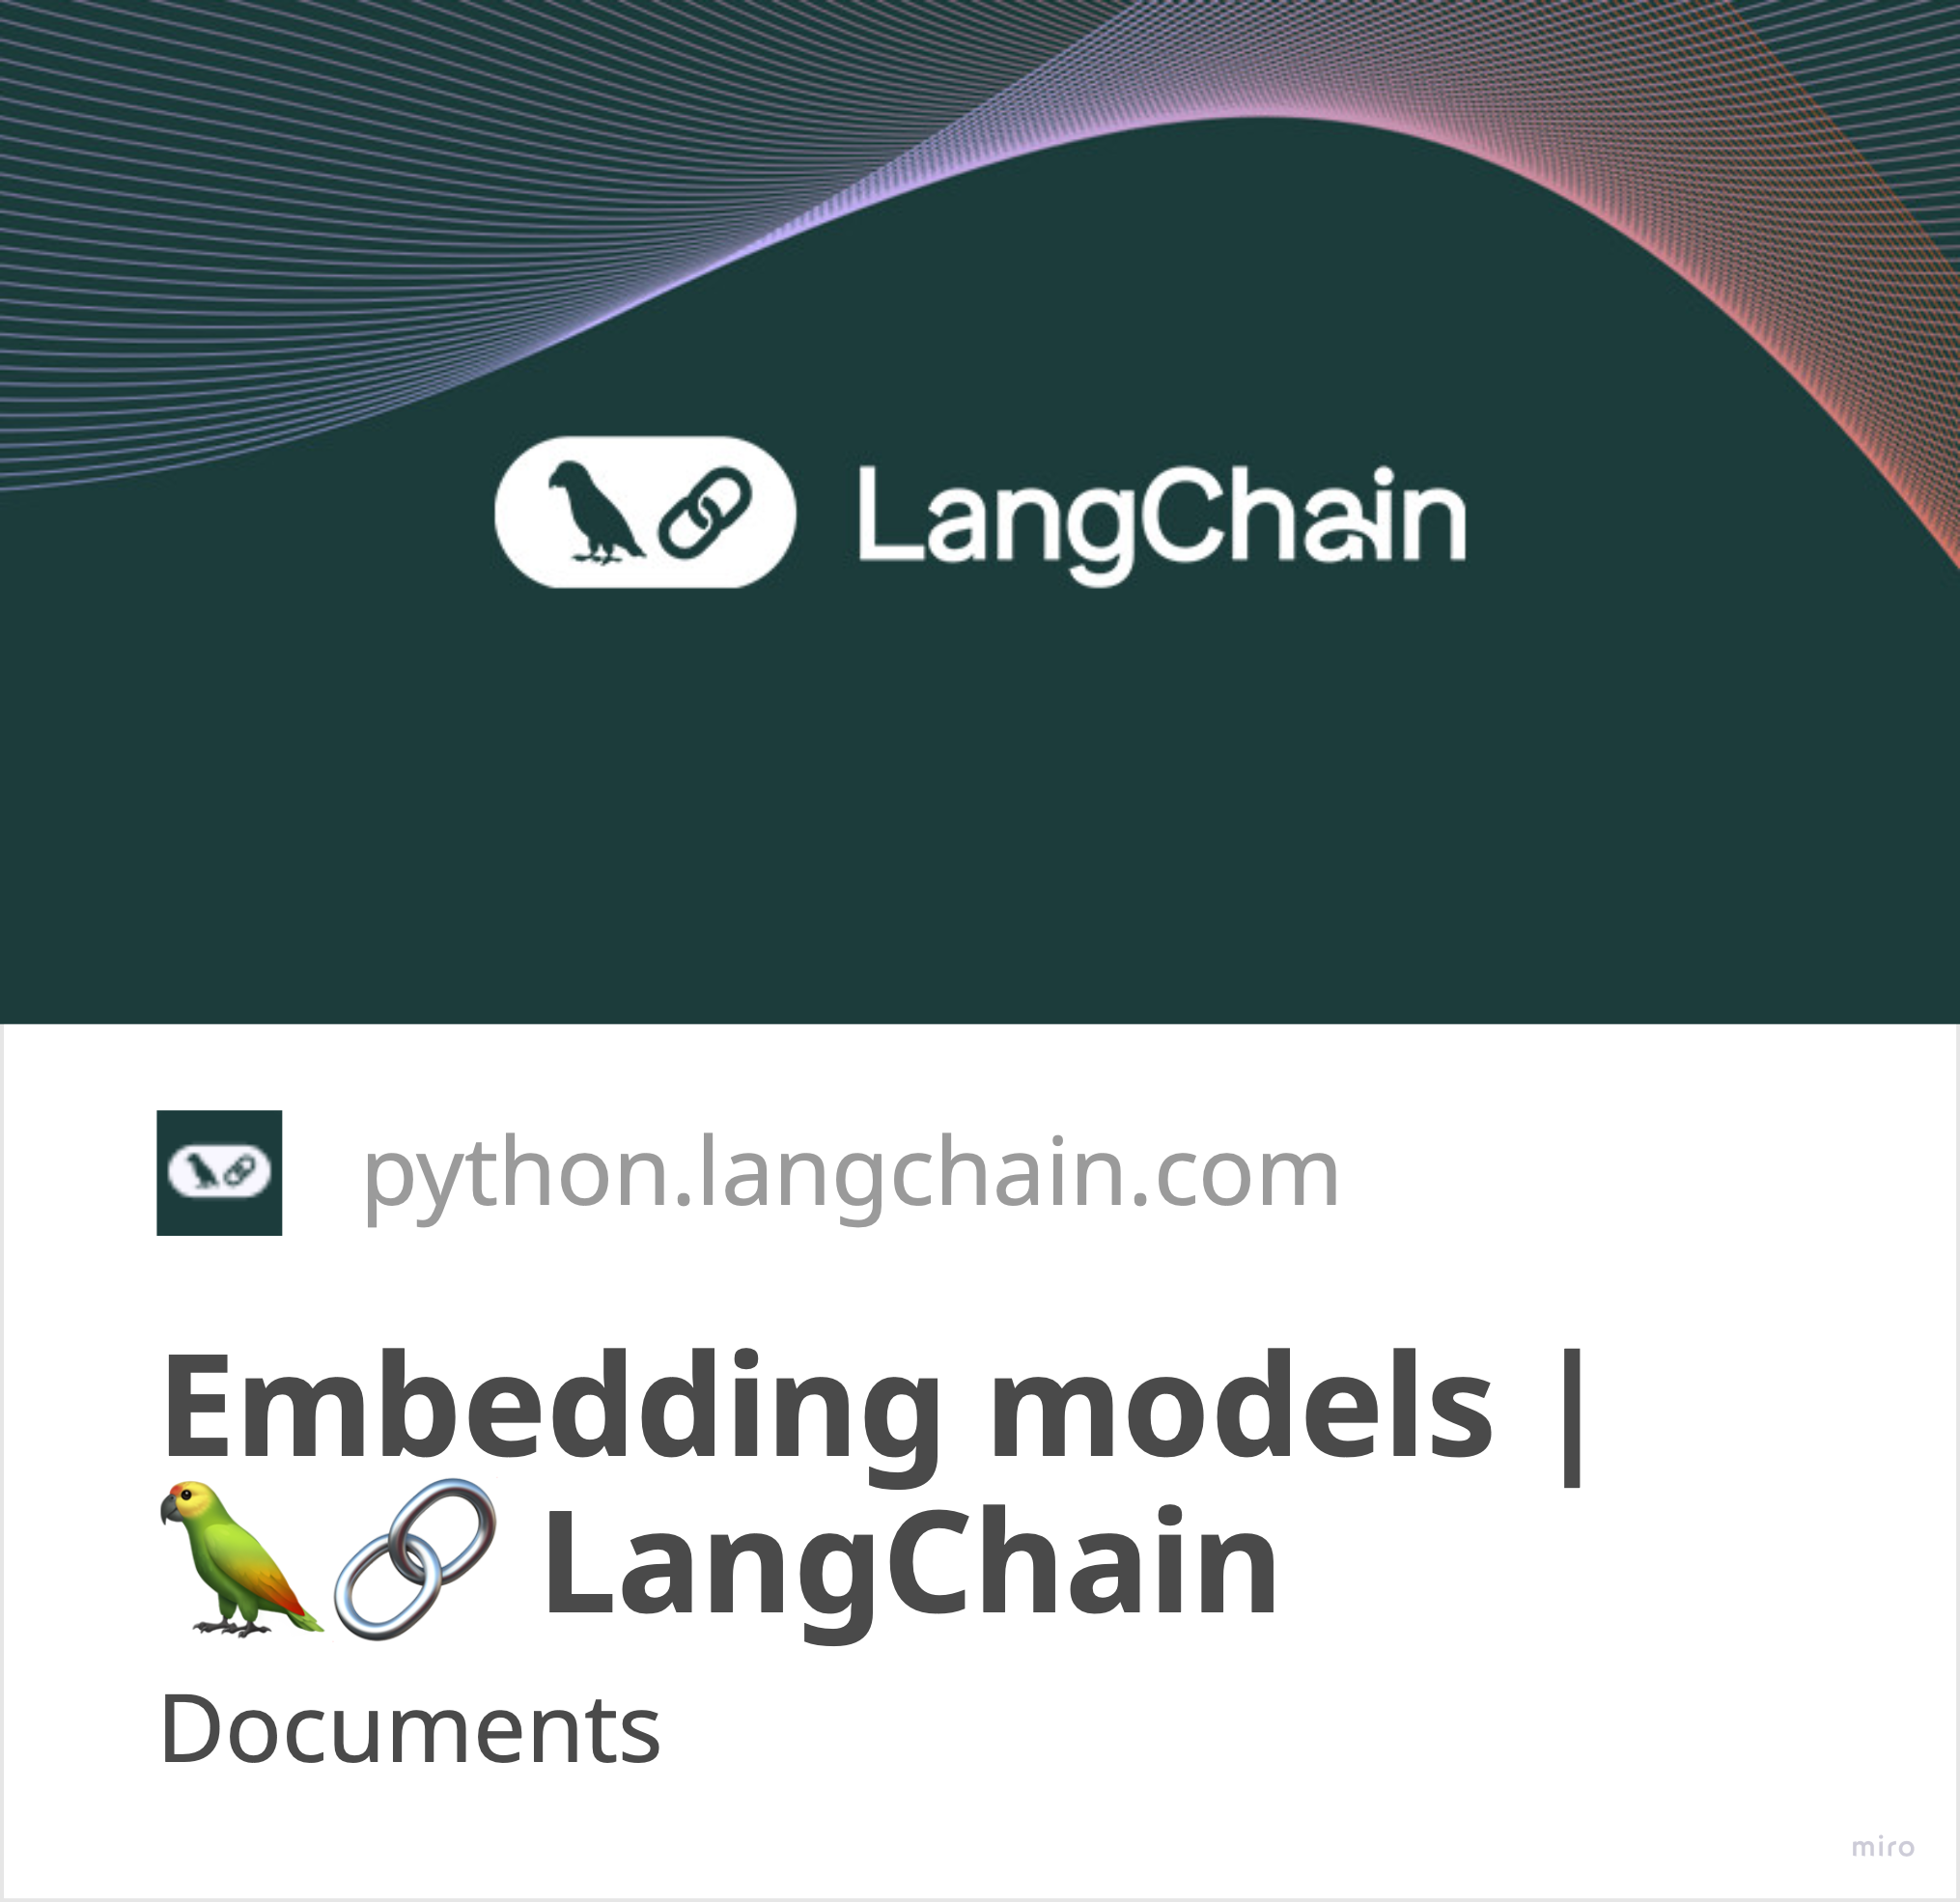 LangChain
python.langchain.com
Embedding models |
🦜🔗 LangChain
Documents
miro